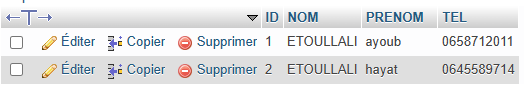 ID NOM PRENOM TEL
Éditer Copier Supprimer 1 ETOULLALI ayoub 0658712011
Éditer Copier Supprimer 2 ETOULLALI hayat 0645589714